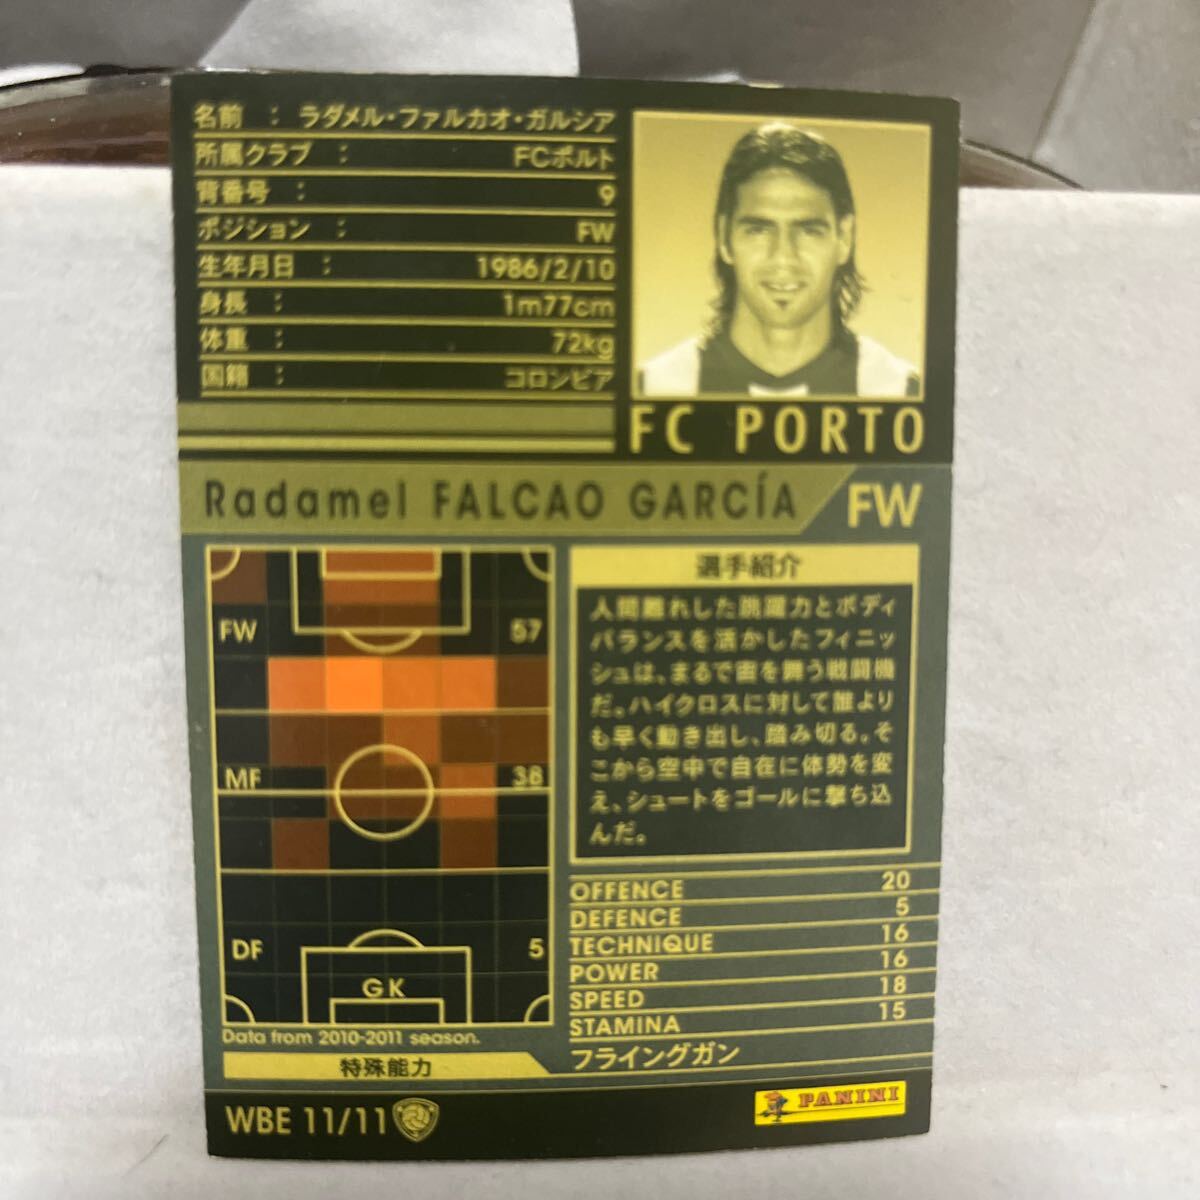 名前 : ラダメル・ファルカオ・ガルシア
所属クラブ : FCポルト
背番号 : 9
ポジション : FW
生年月日 : 1986/2/10
身長 : 1m77cm
体重 : 72kg
国籍 : コロンビア
FC PORTO
Radamel FALCAO GARCÍA FW
FW 57
MF 38
DF 5
GK
Data from 2010-2011 season.
選手紹介
人間離れした跳躍力とボディ
バランスを活かしたフィニッ
シュは、まるで宙を舞う戦闘機
だ。ハイクロスに対して誰より
も早く動き出し、踏み切る。そ
こから空中で自在に体勢を変
え、シュートをゴールに撃ち込
んだ。
OFFENCE 20
DEFENCE 5
TECHNIQUE 16
POWER 16
SPEED 18
STAMINA 15
特殊能力 フライングガン
WBE 11/11
PANINI